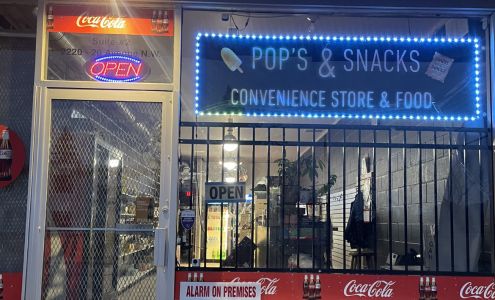 Coca-Cola
OPEN
POP'S & SNACKS
CONVENIENCE STORE & FOOD
OPEN
ALARM ON PREMISES
Coca-Cola
Coca-Cola
Coca-Cola